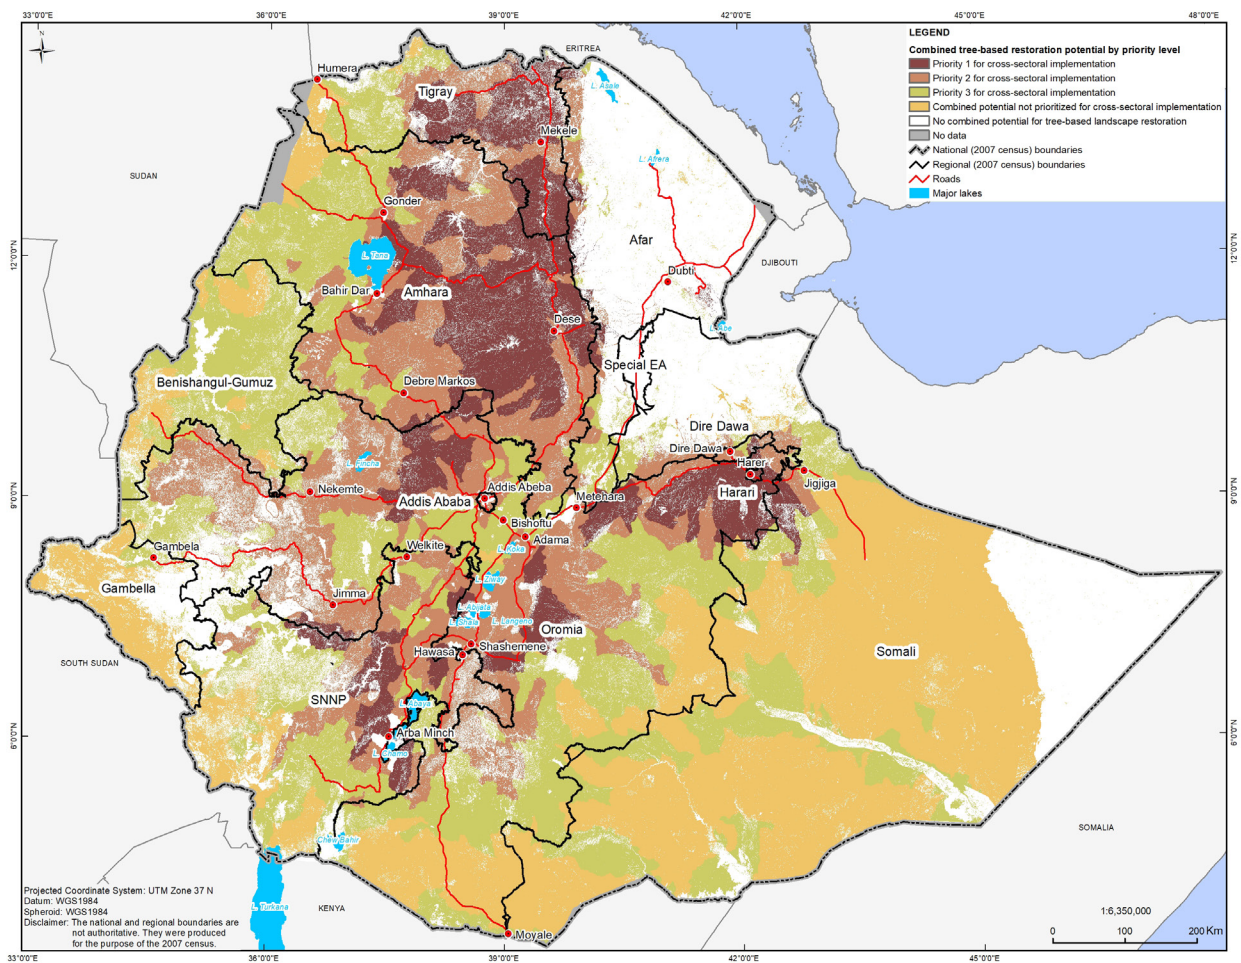 33°0'0"E
36°0'0"E
39°0'0"E
42°0'0"E
45°0'0"E
48°0'0"E
N
LEGEND
Combined tree-based restoration potential by priority level
Priority 1 for cross-sectoral implementation
Priority 2 for cross-sectoral implementation
Priority 3 for cross-sectoral implementation
Combined potential not prioritized for cross-sectoral implementation
No combined potential for tree-based landscape restoration
No data
National (2007 census) boundaries
Regional (2007 census) boundaries
Roads
Major lakes
ERITREA
Humera
Tigray
L. Asale
Mekele
L. Afrera
SUDAN
Gonder
12°0'0"N
Afar
12°0'0"N
L. Tana
DJIBOUTI
Dubti
Bahir Dar
Amhara
Dese
L. Abe
Special EA
Benishangul-Gumuz
Debre Markos
Dire Dawa
Dire Dawa
L. Fincha
Harer
Nekemte
Addis Abeba
Harari
Jigjiga
9°0'0"N
Addis Ababa
Metehara
9°0'0"N
Bishoftu
Adama
Gambela
Welkite
L. Koka
L. Ziway
Gambella
Jimma
L. Abijata
L. Shala
L. Langeno
Oromia
Shashemene
Hawasa
Somali
SOUTH SUDAN
SNNP
L. Abaya
6°0'0"N
Arba Minch
6°0'0"N
L. Chamo
SOMALIA
Chew Bahir
Projected Coordinate System: UTM Zone 37 N
Datum: WGS1984
Spheroid: WGS1984
Disclaimer: The national and regional boundaries are
not authoritative. They were produced
for the purpose of the 2007 census.
L. Turkana
KENYA
Moyale
1:6,350,000
0 100 200 Km
33°0'0"E
36°0'0"E
39°0'0"E
42°0'0"E
45°0'0"E